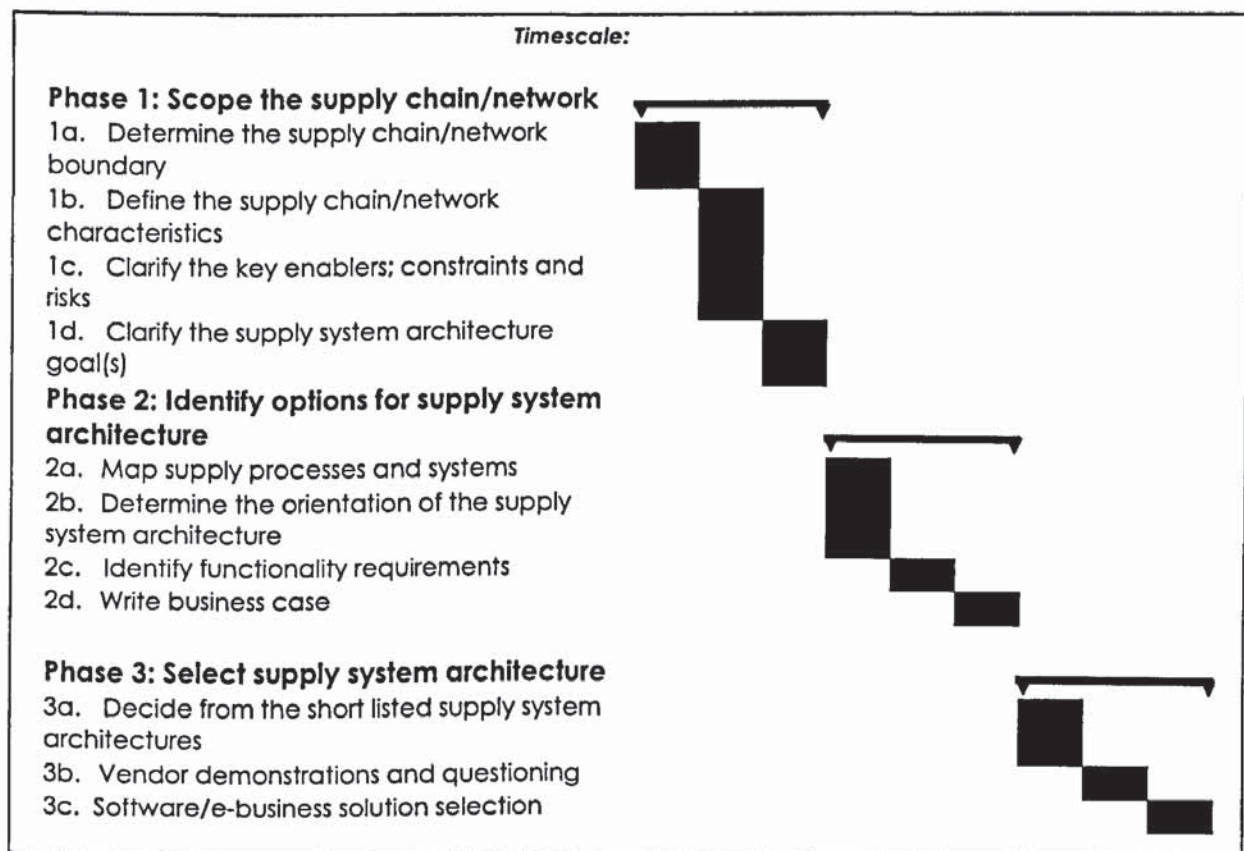 Timescale:
Phase 1: Scope the supply chain/network
1a. Determine the supply chain/network
boundary
1b. Define the supply chain/network
characteristics
1c. Clarify the key enablers; constraints and
risks
1d. Clarify the supply system architecture
goal(s)
Phase 2: Identify options for supply system
architecture
2a. Map supply processes and systems
2b. Determine the orientation of the supply
system architecture
2c. Identify functionality requirements
2d. Write business case
Phase 3: Select supply system architecture
3a. Decide from the short listed supply system
architectures
3b. Vendor demonstrations and questioning
3c. Software/e-business solution selection